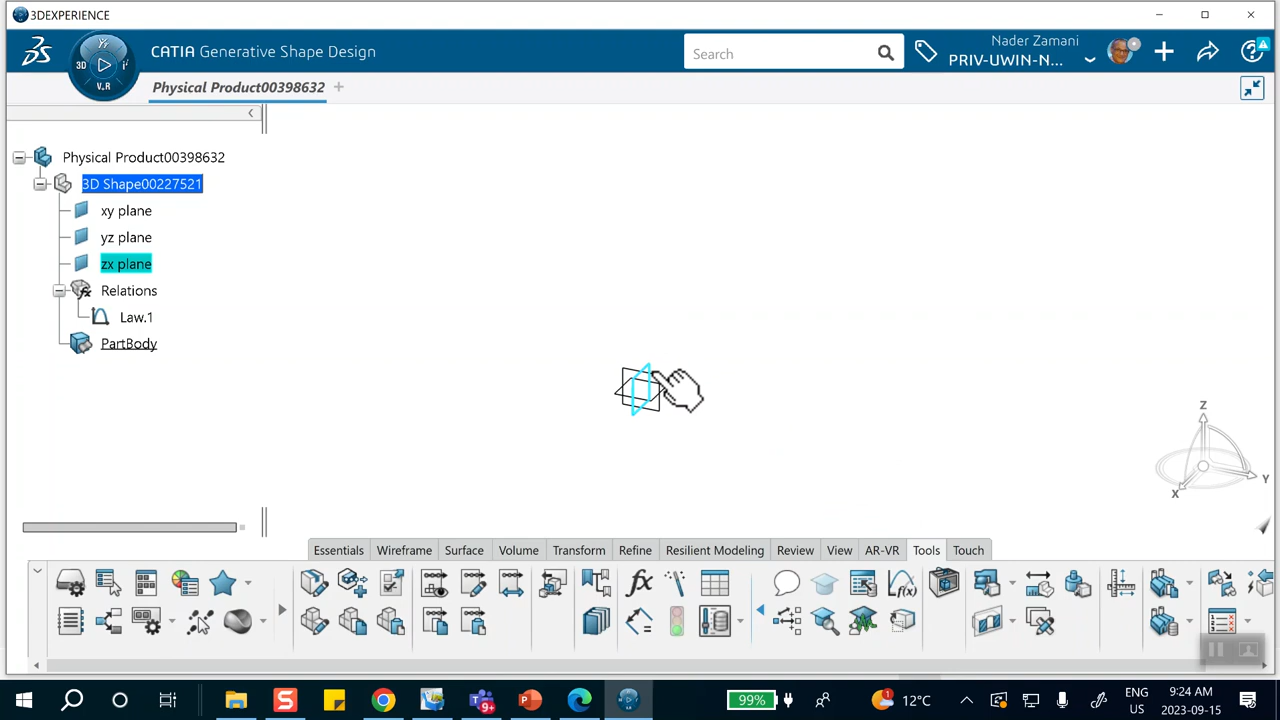 3DEXPERIENCE
3D
V.R
CATIA Generative Shape Design
Search
Nader Zamani
PRIV-UWIN-N...
Physical Product00398632
Physical Product00398632
3D Shape00227521
xy plane
yz plane
zx plane
Relations
Law.1
PartBody
Z
Y
X
Essentials Wireframe Surface Volume Transform Refine Resilient Modeling Review View AR-VR Tools Touch
99%
9+
12°C
ENG
US
9:24 AM
2023-09-15